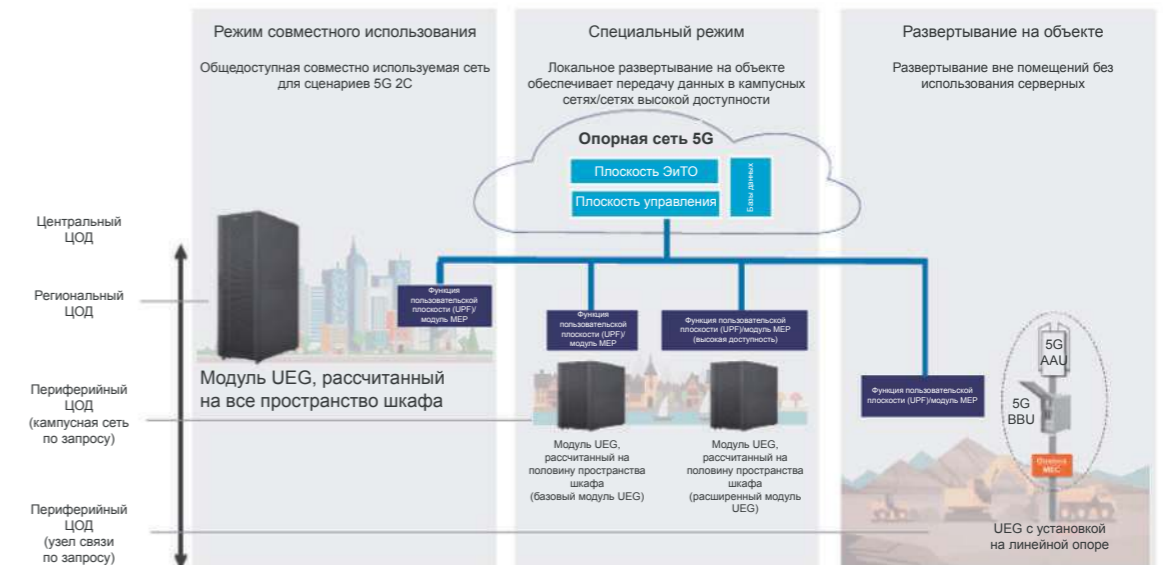 Режим совместного использования
Общедоступная совместно используемая сеть
для сценариев 5G 2C
Специальный режим
Локальное развертывание на объекте
обеспечивает передачу данных в кампусных
сетях/сетях высокой доступности
Развертывание на объекте
Развертывание вне помещений без
использования серверных
Опорная сеть 5G
Плоскость ЭиТО
Плоскость управления
Базы данных
Центральный
ЦОД
Региональный
ЦОД
Периферийный
ЦОД
(кампусная сеть
по запросу)
Периферийный
ЦОД
(узел связи
по запросу)
Функция
пользовательской
плоскости (UPF)/
модуль MEP
Модуль UEG, рассчитанный
на все пространство шкафа
Функция
пользовательской
плоскости (UPF)/
модуль MEP
Функция пользовательской
плоскости (UPF)/модуль MEP
(высокая доступность)
Модуль UEG,
рассчитанный на
половину пространства
шкафа
(базовый модуль UEG)
Модуль UEG,
рассчитанный на
половину пространства
шкафа
(расширенный модуль
UEG)
Функция пользовательской
плоскости (UPF)/модуль MEP
5G
AAU
5G
BBU
MEC
UEG с установкой
на линейной опоре